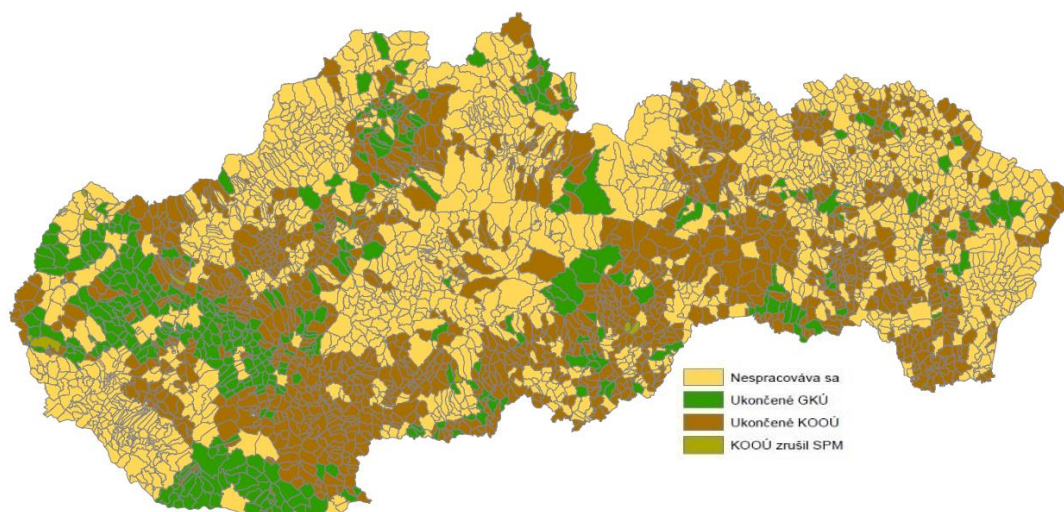 Nespracováva sa
Ukončené GKÚ
Ukončené KOOÚ
KOOÚ zrušil SPM